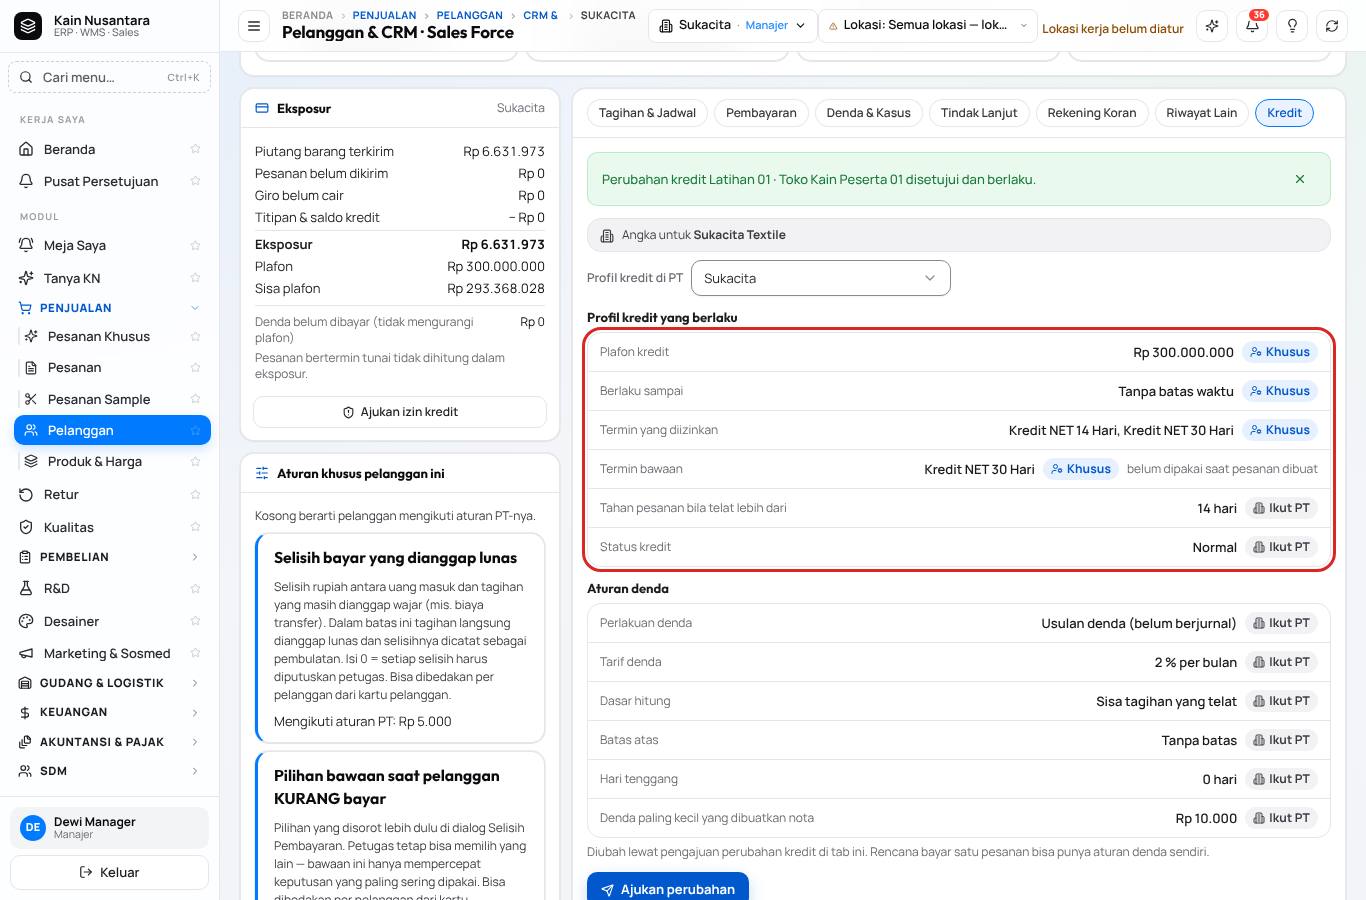 Kain Nusantara
ERP · WMS · Sales
BERANDA > PENJUALAN > PELANGGAN > CRM & > SUKACITA
Pelanggan & CRM · Sales Force
Sukacita · Manajer
Lokasi: Semua lokasi — lok...
Lokasi kerja belum diatur
36
Cari menu... Ctrl+K
KERJA SAYA
Beranda
Pusat Persetujuan
MODUL
Meja Saya
Tanya KN
PENJUALAN
Pesanan Khusus
Pesanan
Pesanan Sample
Pelanggan
Produk & Harga
Retur
Kualitas
PEMBELIAN
R&D
Desainer
Marketing & Sosmed
GUDANG & LOGISTIK
KEUANGAN
AKUNTANSI & PAJAK
SDM
DE
Dewi Manager
Manajer
Keluar
Eksposur Sukacita
Piutang barang terkirim Rp 6.631.973
Pesanan belum dikirim Rp 0
Giro belum cair Rp 0
Titipan & saldo kredit − Rp 0
Eksposur Rp 6.631.973
Plafon Rp 300.000.000
Sisa plafon Rp 293.368.028
Denda belum dibayar (tidak mengurangi Rp 0
plafon)
Pesanan bertermin tunai tidak dihitung dalam
eksposur.
Ajukan izin kredit
Aturan khusus pelanggan ini
Kosong berarti pelanggan mengikuti aturan PT-nya.
Selisih bayar yang dianggap lunas
Selisih rupiah antara uang masuk dan tagihan
yang masih dianggap wajar (mis. biaya
transfer). Dalam batas ini tagihan langsung
dianggap lunas dan selisihnya dicatat sebagai
pembulatan. Isi 0 = setiap selisih harus
diputuskan petugas. Bisa dibedakan per
pelanggan dari kartu pelanggan.
Mengikuti aturan PT: Rp 5.000
Pilihan bawaan saat pelanggan
KURANG bayar
Pilihan yang disorot lebih dulu di dialog Selisih
Pembayaran. Petugas tetap bisa memilih yang
lain — bawaan ini hanya mempercepat
keputusan yang paling sering dipakai. Bisa
dibedakan per pelanggan dari kartu
Tagihan & Jadwal
Pembayaran
Denda & Kasus
Tindak Lanjut
Rekening Koran
Riwayat Lain
Kredit
Perubahan kredit Latihan 01 · Toko Kain Peserta 01 disetujui dan berlaku.
Angka untuk Sukacita Textile
Profil kredit di PT Sukacita
Profil kredit yang berlaku
Plafon kredit Rp 300.000.000 Khusus
Berlaku sampai Tanpa batas waktu Khusus
Termin yang diizinkan Kredit NET 14 Hari, Kredit NET 30 Hari Khusus
Termin bawaan Kredit NET 30 Hari Khusus belum dipakai saat pesanan dibuat
Tahan pesanan bila telat lebih dari 14 hari Ikut PT
Status kredit Normal Ikut PT
Aturan denda
Perlakuan denda Usulan denda (belum berjurnal) Ikut PT
Tarif denda 2 % per bulan Ikut PT
Dasar hitung Sisa tagihan yang telat Ikut PT
Batas atas Tanpa batas Ikut PT
Hari tenggang 0 hari Ikut PT
Denda paling kecil yang dibuatkan nota Rp 10.000 Ikut PT
Diubah lewat pengajuan perubahan kredit di tab ini. Rencana bayar satu pesanan bisa punya aturan denda sendiri.
Ajukan perubahan